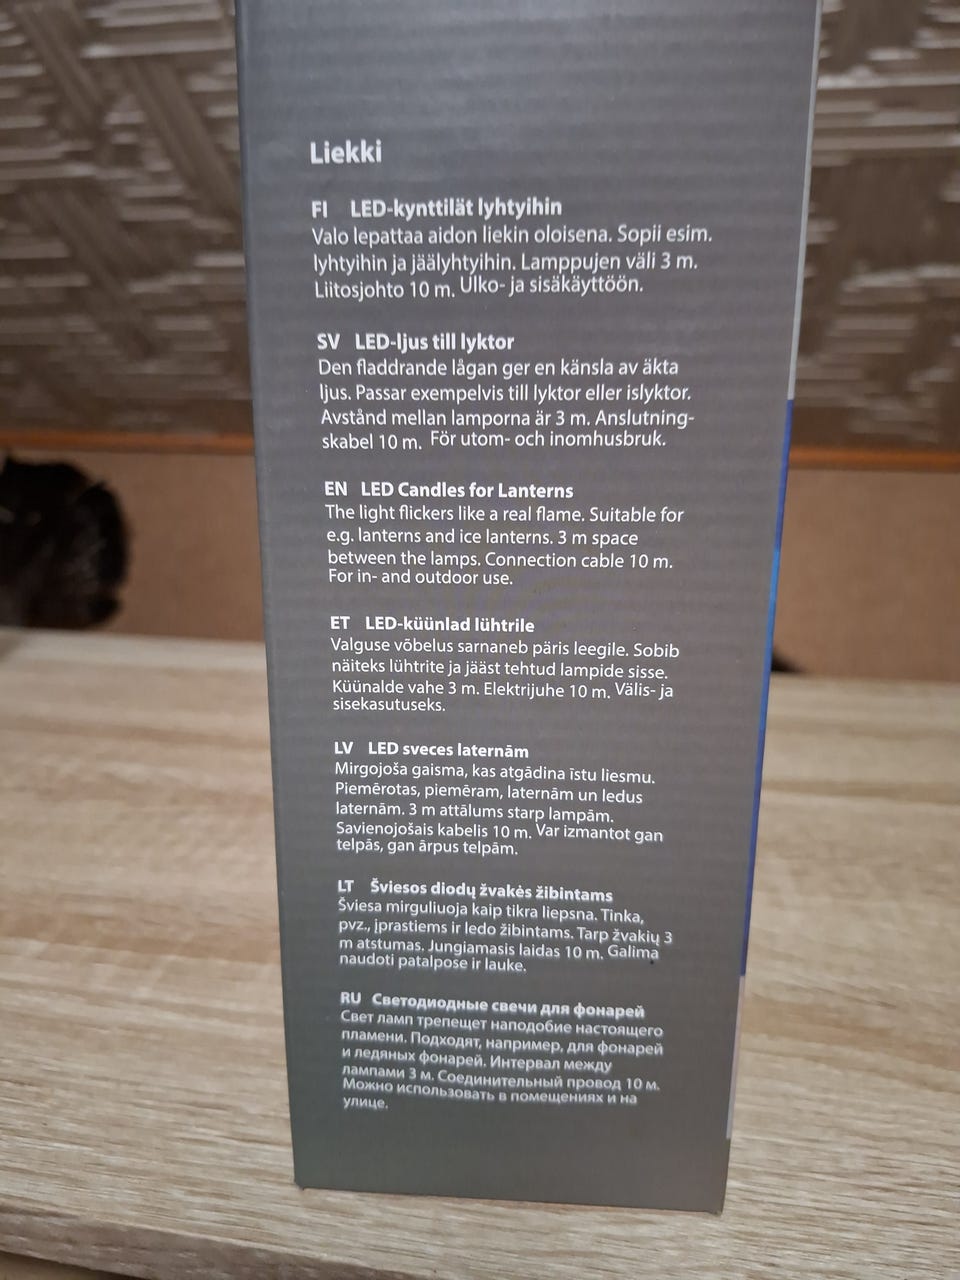 Liekki
FI LED-kynttilät lyhtyihin
Valo lepattaa aidon liekin oloisena. Sopii esim.
lyhtyihin ja jäälyhtyihin. Lamppujen väli 3 m.
Liitosjohto 10 m. Ulko- ja sisäkäyttöön.
SV LED-ljus till lyktor
Den fladdrande lågan ger en känsla av äkta
ljus. Passar exempelvis till lyktor eller islyktor.
Avstånd mellan lamporna är 3 m. Anslutning-
skabel 10 m. För utom- och inomhusbruk.
EN LED Candles for Lanterns
The light flickers like a real flame. Suitable for
e.g. lanterns and ice lanterns. 3 m space
between the lamps. Connection cable 10 m.
For in- and outdoor use.
ET LED-küünlad lühtrile
Valguse võbelus sarnaneb päris leegile. Sobib
näiteks lühtrite ja jääst tehtud lampide sisse.
Küünalde vahe 3 m. Elektrijuhe 10 m. Välis- ja
sisekasutuseks.
LV LED sveces laternām
Mirgojoša gaisma, kas atgādina īstu liesmu.
Piemērotas, piemēram, laternām un ledus
laternām. 3 m attālums starp lampām.
Savienojošais kabelis 10 m. Var izmantot gan
telpās, gan ārpus telpām.
LT Šviesos diodų žvakės žibintams
Šviesa mirguliuoja kaip tikra liepsna. Tinka,
pvz., įprastiems ir ledo žibintams. Tarp žvakių 3
m atstumas. Jungiamasis laidas 10 m. Galima
naudoti patalpose ir lauke.
RU Светодиодные свечи для фонарей
Свет ламп трепещет наподобие настоящего
пламени. Подходят, например, для фонарей
и ледяных фонарей. Интервал между
лампами 3 м. Соединительный провод 10 м.
Можно использовать в помещениях и на
улице.